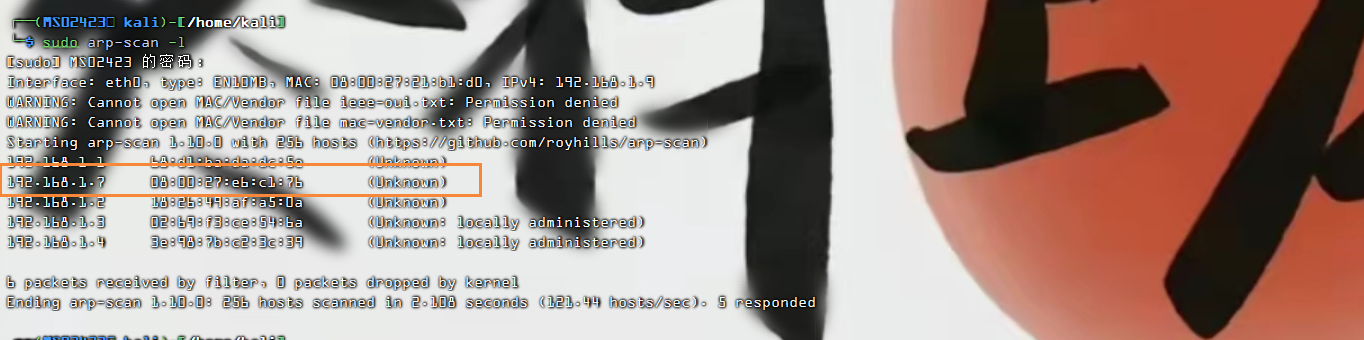 ┌──(MS02423㉿kali)-[/home/kali]
└─$ sudo arp-scan -l
[sudo] MS02423 的密码：
Interface: eth0, type: EN10MB, MAC: 08:00:27:21:b1:d0, IPv4: 192.168.1.9
WARNING: Cannot open MAC/Vendor file ieee-oui.txt: Permission denied
WARNING: Cannot open MAC/Vendor file mac-vendor.txt: Permission denied
Starting arp-scan 1.10.0 with 256 hosts (https://github.com/royhills/arp-scan)
192.168.1.1 68:d1:ba:da:dc:5e (Unknown)
192.168.1.7 08:00:27:e6:c1:76 (Unknown)
192.168.1.2 18:26:49:af:a5:0a (Unknown)
192.168.1.3 02:69:f3:ce:54:6a (Unknown: locally administered)
192.168.1.4 3e:98:7b:c2:3c:39 (Unknown: locally administered)
6 packets received by filter, 0 packets dropped by kernel
Ending arp-scan 1.10.0: 256 hosts scanned in 2.108 seconds (121.44 hosts/sec). 5 responded